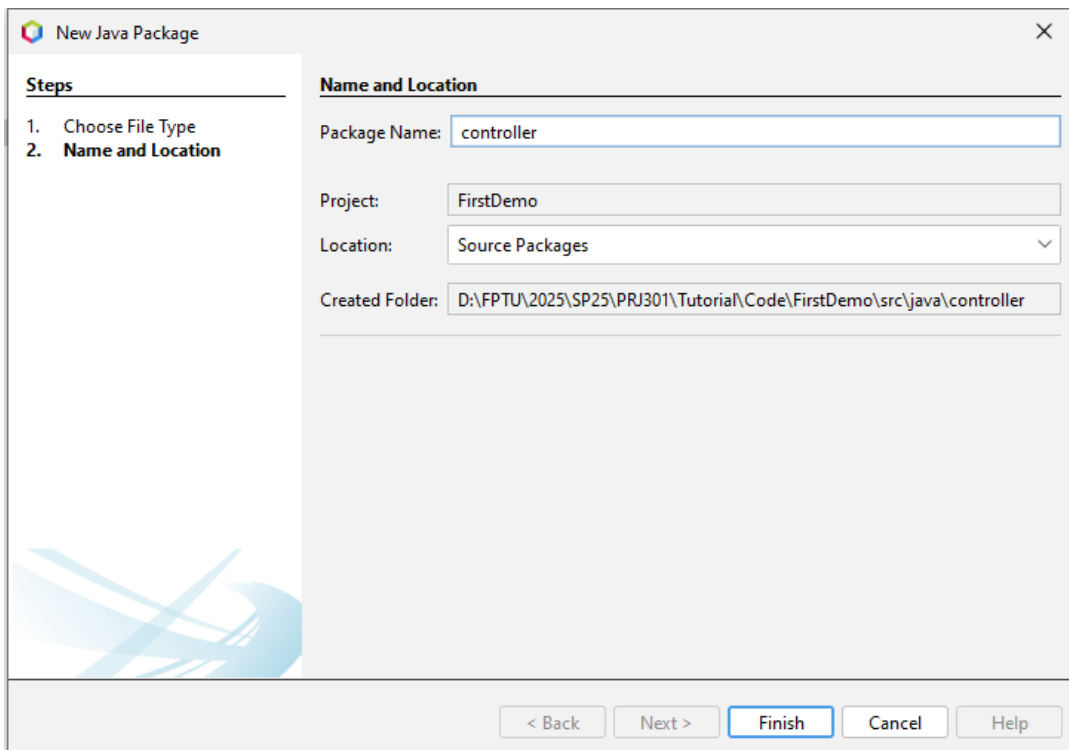 New Java Package
Steps
1. Choose File Type
2. Name and Location
Name and Location
Package Name: controller
Project: FirstDemo
Location: Source Packages
Created Folder: D:\FPTU\2025\SP25\PRJ301\Tutorial\Code\FirstDemo\src\java\controller
< Back Next > Finish Cancel Help